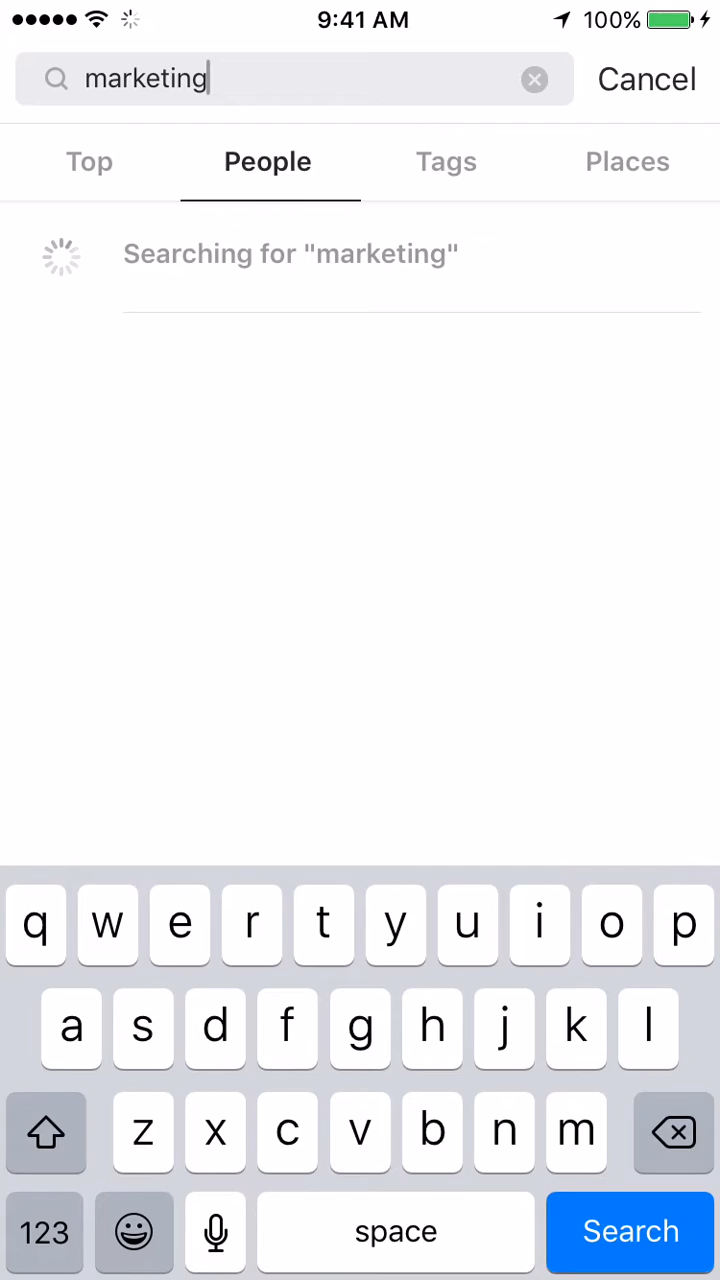 9:41 AM 100%
marketing Cancel
Top People Tags Places
Searching for "marketing"
q w e r t y u i o p
a s d f g h j k l
z x c v b n m
123 space Search